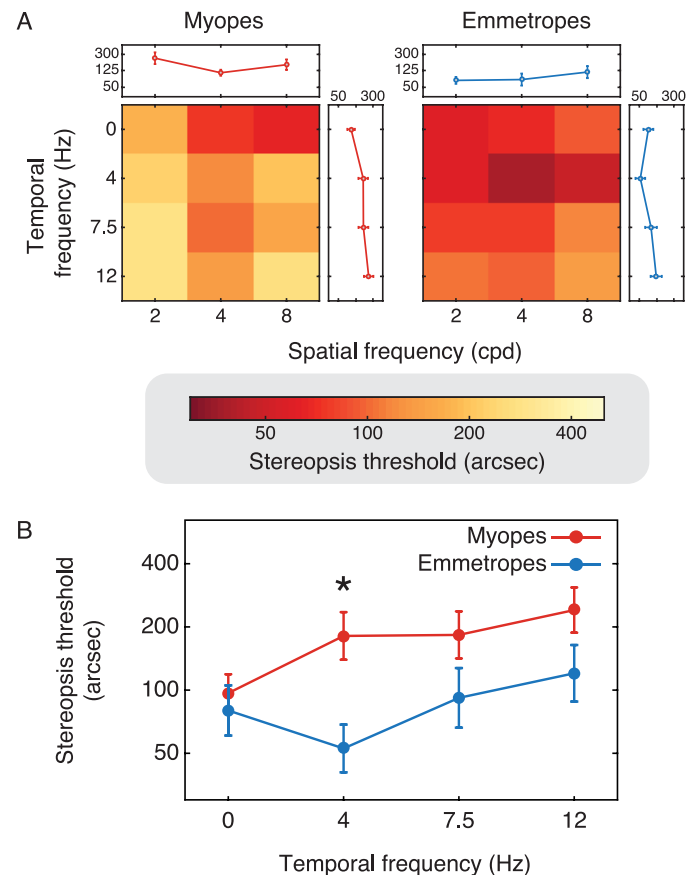 A
Myopes
Emmetropes
300
125
50
300
125
50
50
300
50
300
Temporal
frequency (Hz)
0
4
7.5
12
2
4
8
2
4
8
Spatial frequency (cpd)
50
100
200
400
Stereopsis threshold (arcsec)
B
Myopes
Emmetropes
*
Stereopsis threshold
(arcsec)
400
200
100
50
0
4
7.5
12
Temporal frequency (Hz)